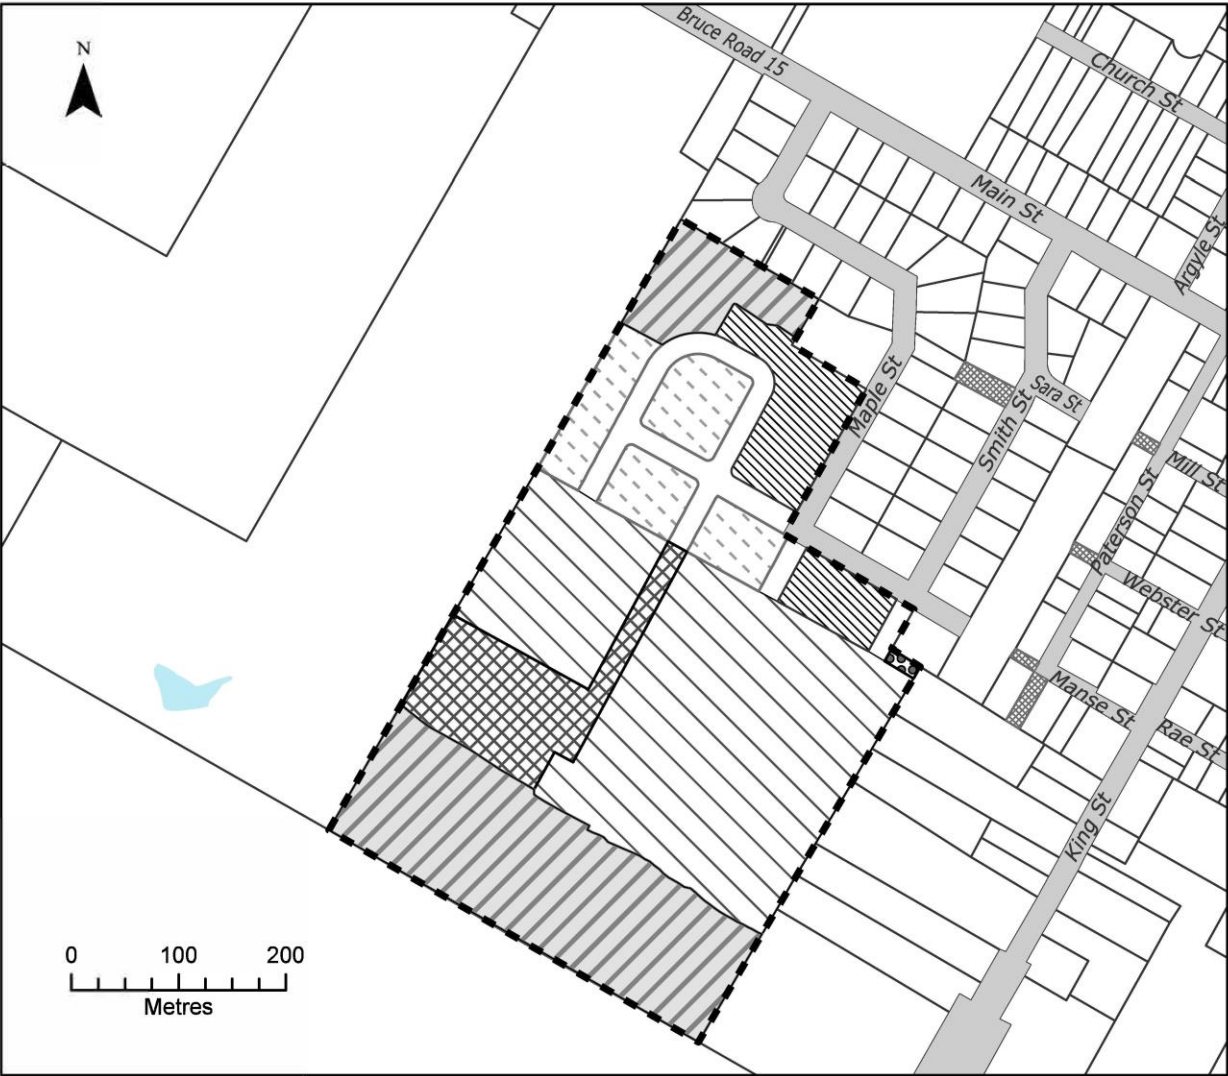 N
Bruce Road 15
Church St
Main St
Argyle St
Maple St
Sara St
Smith St
Mill St
Paterson St
Webster St
Manse St
Rae St
King St
0 100 200
Metres